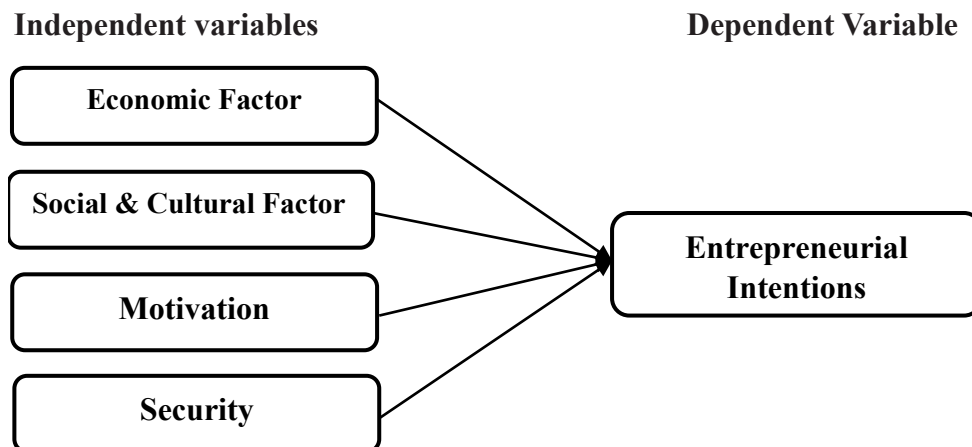 Independent variables
Dependent Variable
Economic Factor
Social & Cultural Factor
Motivation
Security
Entrepreneurial
Intentions